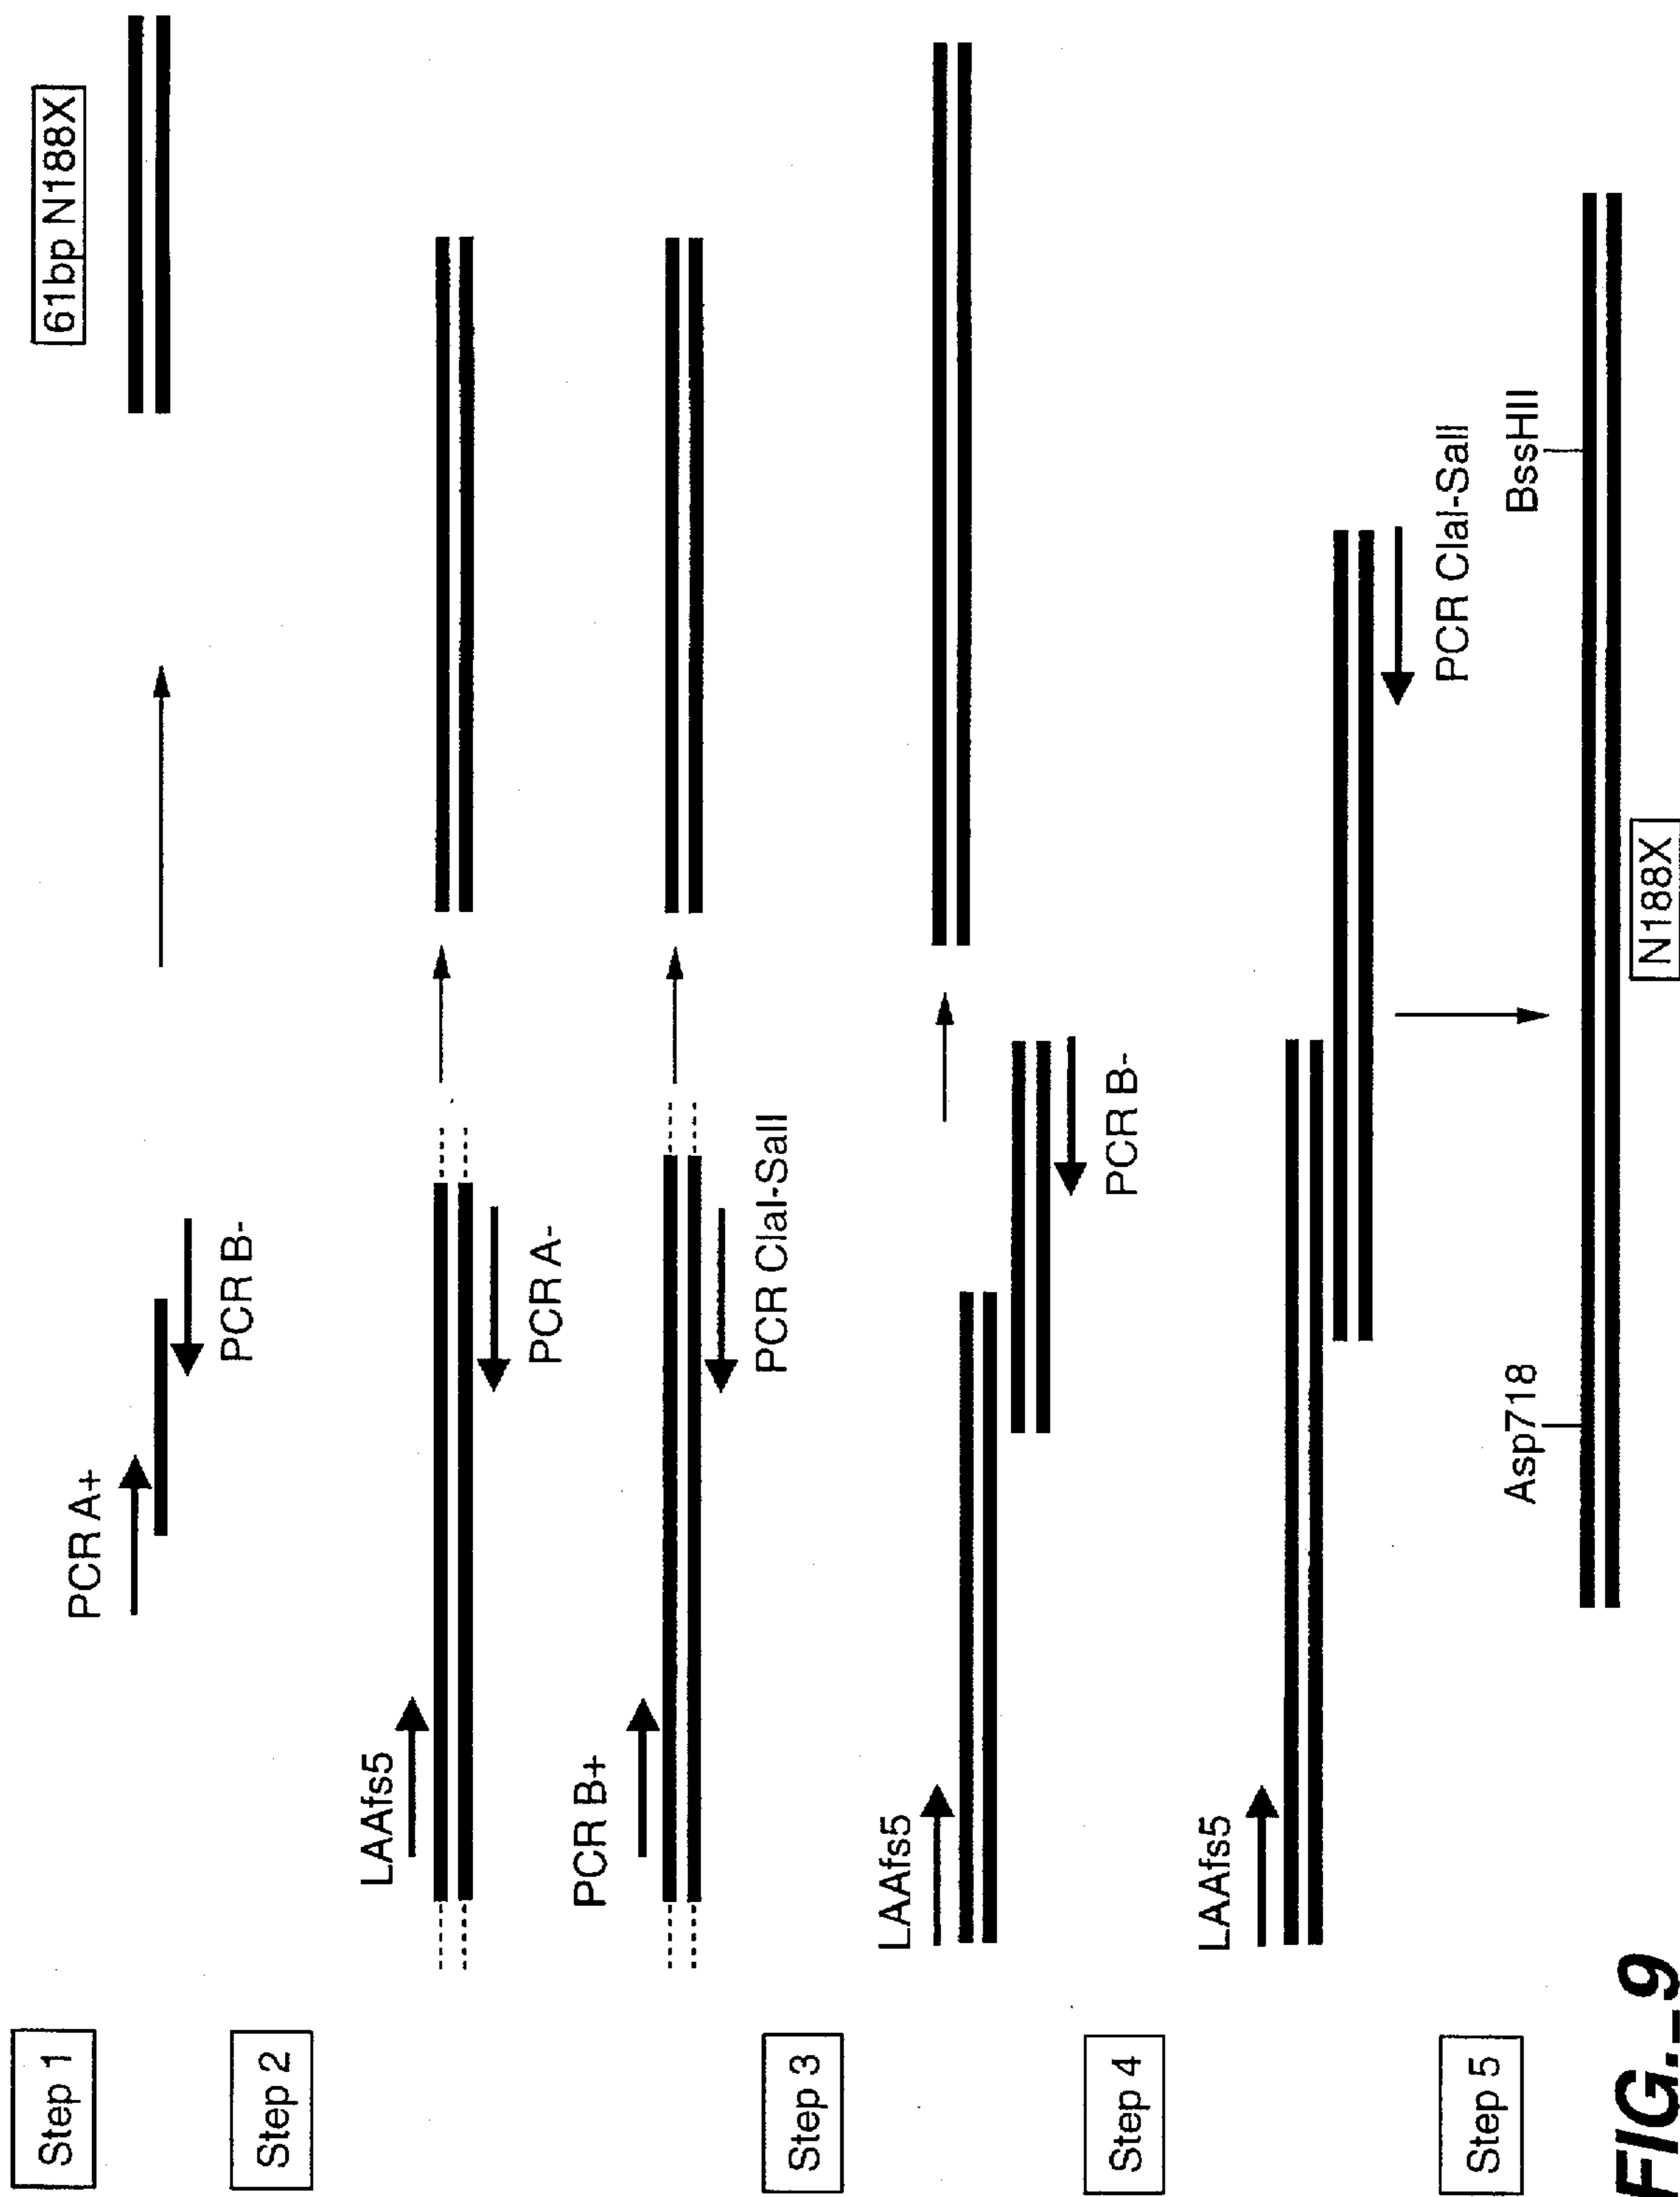 Step 1
PCR A+
PCR B-
61bp N188X
Step 2
LAAfs5
PCR A-
PCR B+
PCR ClaI-SalI
Step 3
LAAfs5
PCR B-
Step 4
LAAfs5
PCR ClaI-SalI
Step 5
Asp718
BssHII
N188X
FIG._9